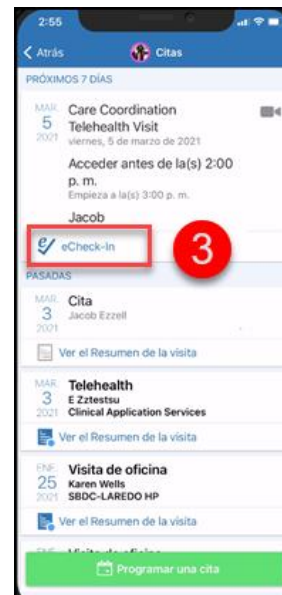 2:55
Atrás
Citas
PRÓXIMOS 7 DÍAS
MAR. Care Coordination
5 Telehealth Visit
2021 viernes, 5 de marzo de 2021
Acceder antes de la(s) 2:00
p. m.
Empieza a la(s) 3:00 p. m.
Jacob
eCheck-In
3
PASADAS
MAR. Cita
3 Jacob Ezzell
2021
Ver el Resumen de la visita
MAR. Telehealth
3 E Zztestsu
2021 Clinical Application Services
Ver el Resumen de la visita
ENE. Visita de oficina
25 Karen Wells
2021 SBDC-LAREDO HP
Ver el Resumen de la visita
Programar una cita